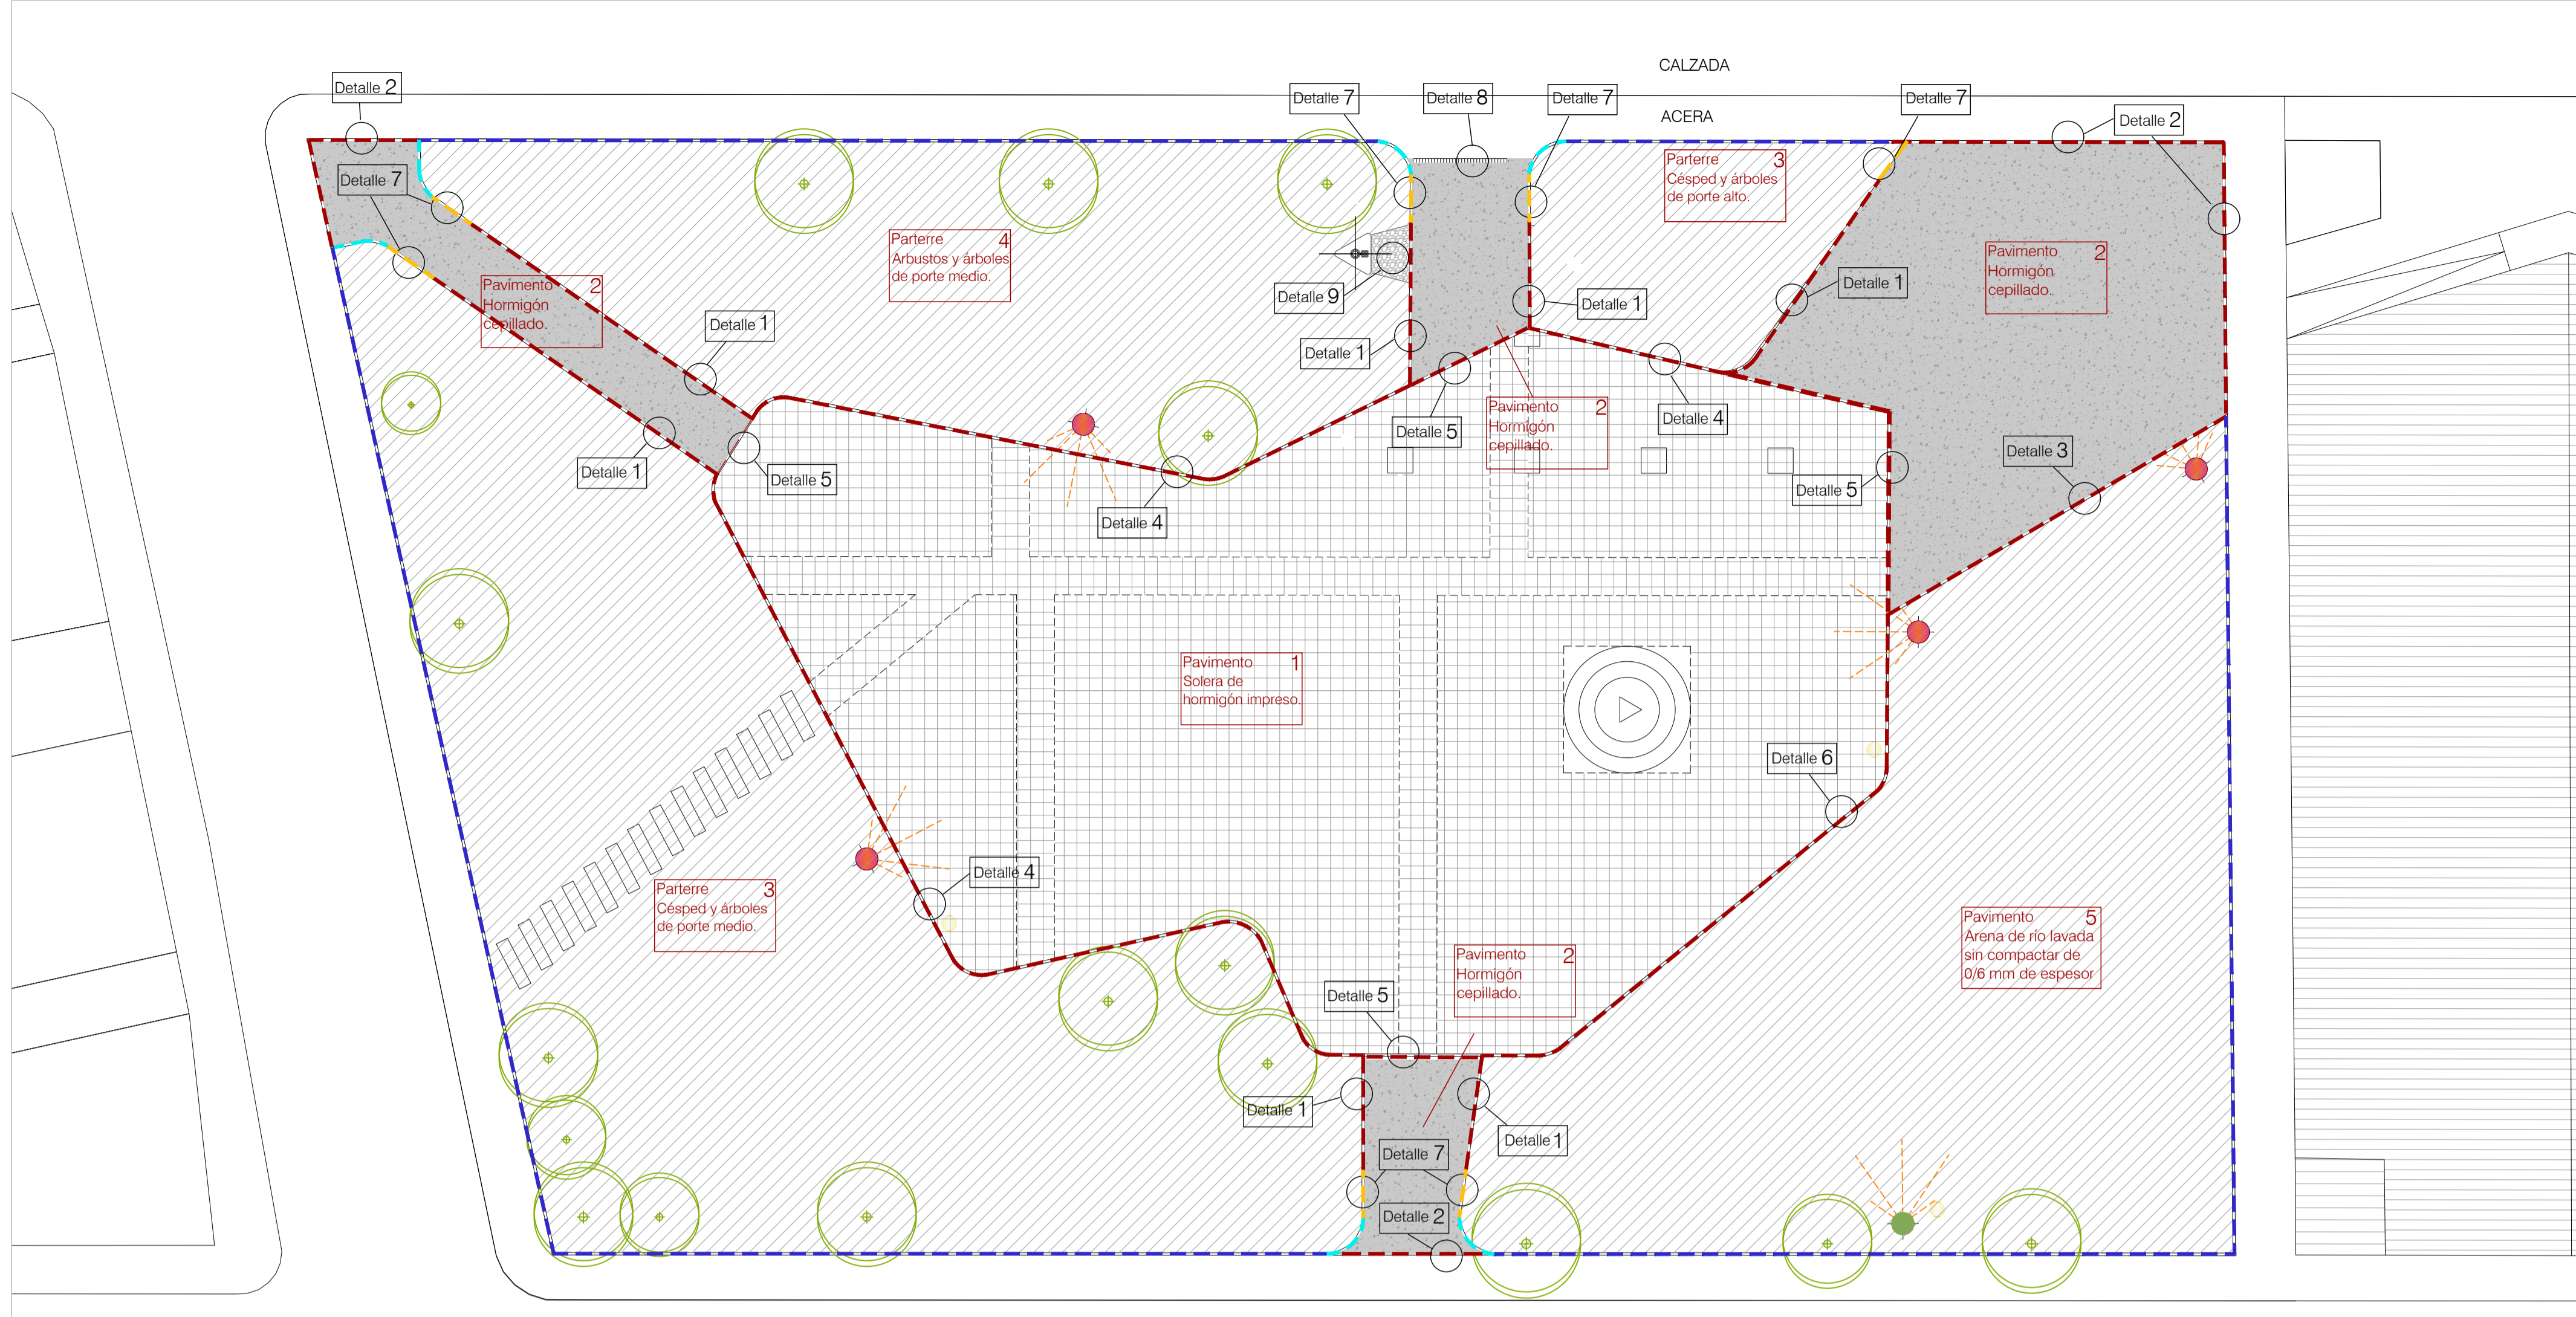 CALZADA
Detalle 2
Detalle 7
Detalle 8
Detalle 7
Detalle 7
ACERA
Detalle 2
Detalle 7
Parterre 3
Césped y árboles
de porte alto.
Parterre 4
Arbustos y árboles
de porte medio.
Pavimento 2
Hormigón
cepillado.
Pavimento 2
Hormigón
cepillado.
Detalle 9
Detalle 1
Detalle 1
Detalle 1
Detalle 1
Pavimento 2
Hormigón
cepillado.
Detalle 4
Detalle 5
Detalle 3
Detalle 1
Detalle 5
Detalle 5
Detalle 4
Pavimento 1
Solera de
hormigón impreso.
Detalle 6
Detalle 4
Parterre 3
Césped y árboles
de porte medio.
Pavimento 5
Arena de río lavada
sin compactar de
0/6 mm de espesor
Pavimento 2
Hormigón
cepillado.
Detalle 5
Detalle 1
Detalle 1
Detalle 7
Detalle 2